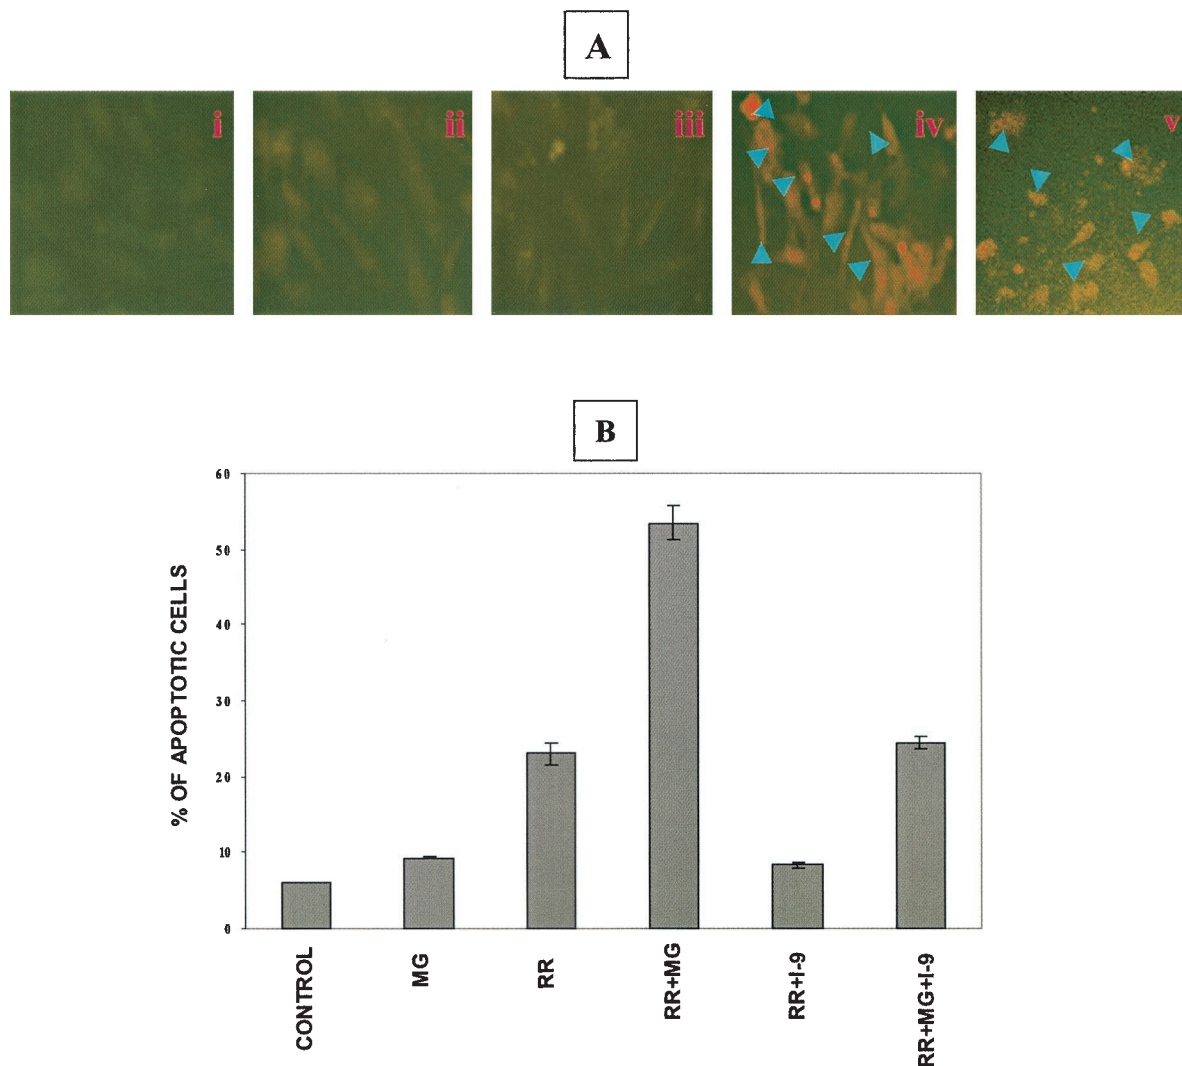 A
i
ii
iii
iv
v
B
60
50
40
30
20
10
0
% OF APOPTOTIC CELLS
CONTROL
MG
RR
RR+MG
RR+I-9
RR+MG+I-9